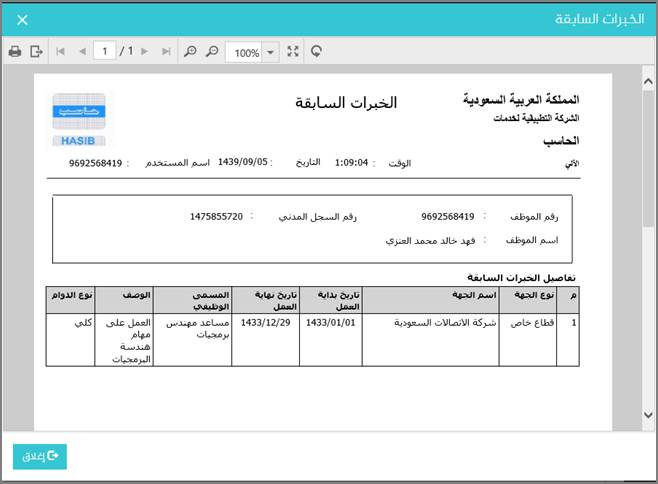 الخبرات السابقة
1 / 1
100%
المملكة العربية السعودية
الخبرات السابقة
الشركة التطبيقية لخدمات
الحاسب
الآلي
حاسب
HASIB
الوقت : 1:09:04 التاريخ : 1439/09/05 اسم المستخدم : 9692568419
رقم الموظف : 9692568419 رقم السجل المدني : 1475855720
اسم الموظف : فهد خالد محمد العنزي
تفاصيل الخبرات السابقة
م نوع الجهة اسم الجهة تاريخ بداية العمل تاريخ نهاية العمل المسمى الوظيفي الوصف نوع الدوام
1 قطاع خاص شركة الاتصالات السعودية 1433/01/01 1433/12/29 مساعد مهندس برمجيات العمل على مهام هندسة البرمجيات كلي
إغلاق